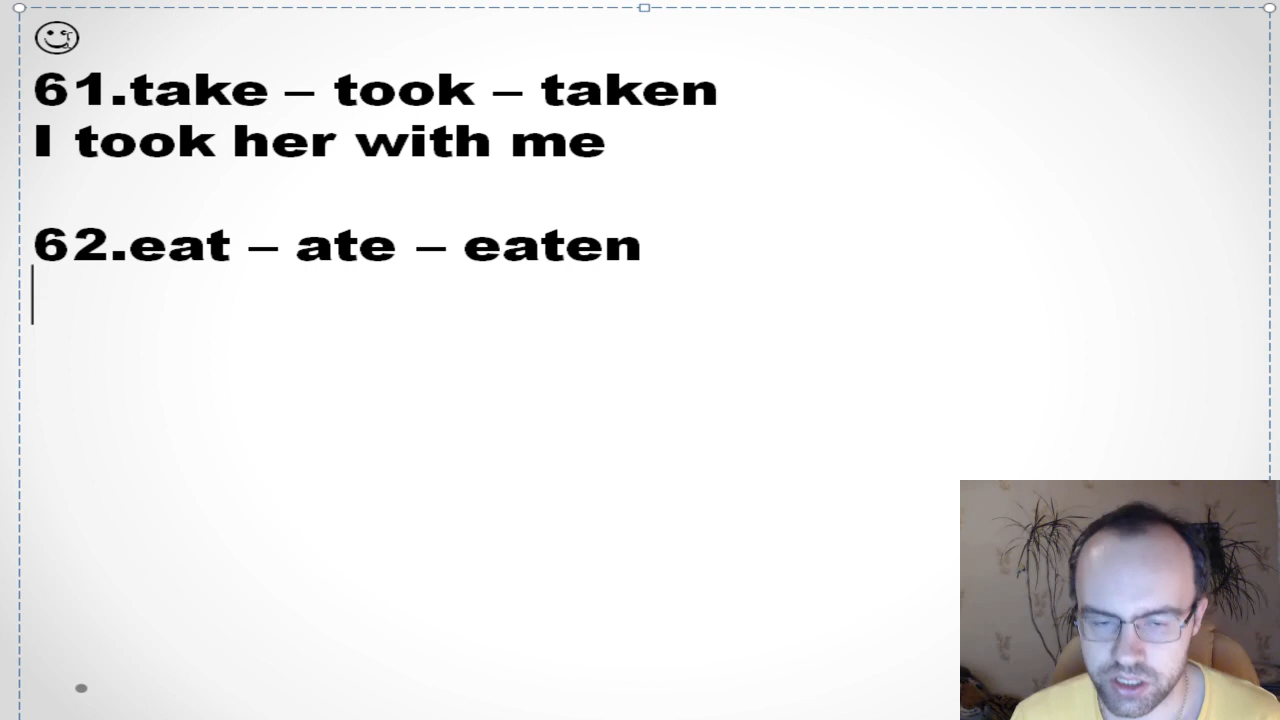 61.take – took – taken
I took her with me
62.eat – ate – eaten